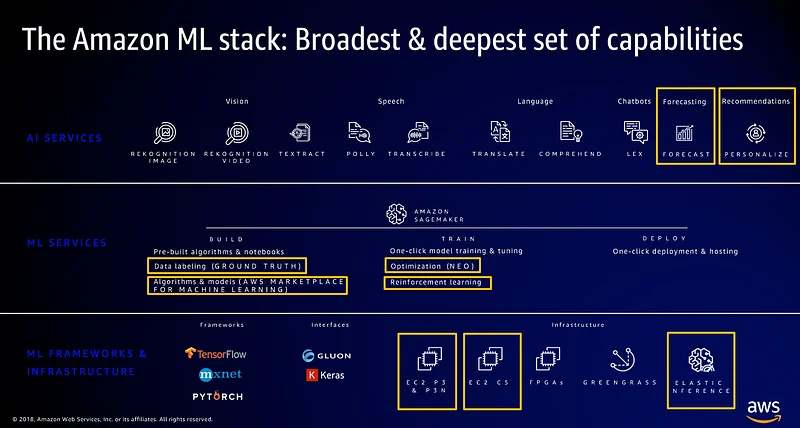 The Amazon ML stack: Broadest & deepest set of capabilities
Vision
Speech
Language
Chatbots
Forecasting
Recommendations
AI SERVICES
REKOGNITION
IMAGE
REKOGNITION
VIDEO
TEXTRACT
POLLY
TRANSCRIBE
TRANSLATE
COMPREHEND
LEX
FORECAST
PERSONALIZE
AMAZON
SAGEMAKER
ML SERVICES
BUILD
TRAIN
DEPLOY
Pre-built algorithms & notebooks
One-click model training & tuning
One-click deployment & hosting
Data labeling (GROUND TRUTH)
Optimization (NEO)
Algorithms & models (AWS MARKETPLACE
FOR MACHINE LEARNING)
Reinforcement learning
Frameworks
Interfaces
Infrastructure
ML FRAMEWORKS &
INFRASTRUCTURE
TensorFlow
mxnet
PYTORCH
GLUON
K Keras
EC2 P3
& P3N
EC2 C5
FPGAs
GREENGRASS
ELASTIC
INFERENCE
© 2018, Amazon Web Services, Inc. or its affiliates. All rights reserved.
aws